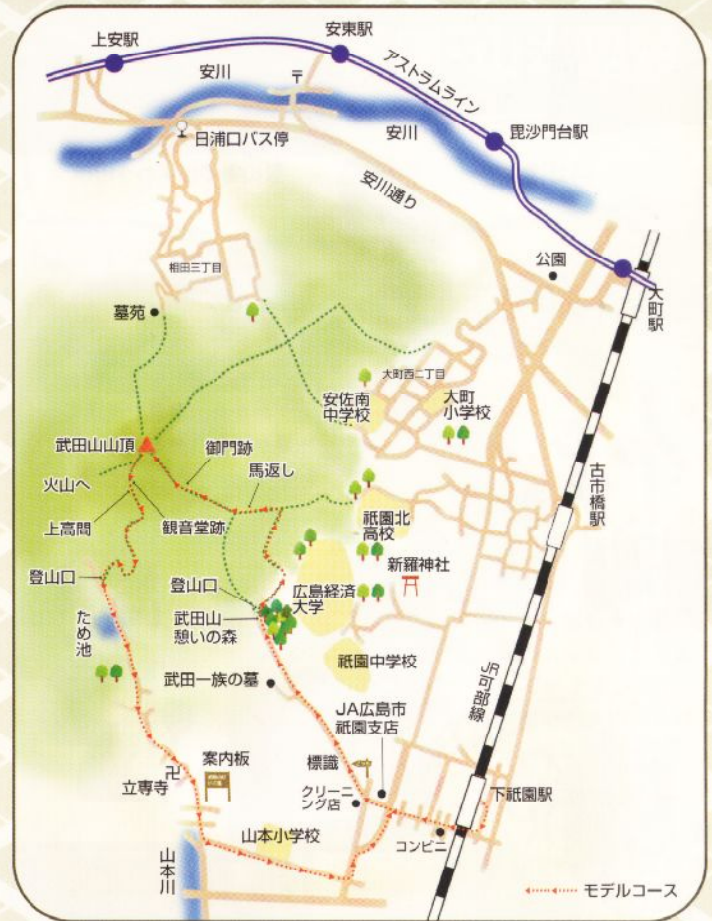 上安駅
安東駅
アストラムライン
安川
〒
安川
毘沙門台駅
日浦口バス停
安川通り
公園
相田三丁目
大町駅
墓苑
大町西二丁目
安佐南
中学校
大町
小学校
武田山山頂
御門跡
馬返し
火山へ
古市橋駅
上高間
観音堂跡
祇園北
高校
新羅神社
登山口
登山口
広島経済
大学
ため池
武田山
憩いの森
祇園中学校
武田一族の墓
JR可部線
JA広島市
祇園支店
案内板
標識
卍
立専寺
クリーニ
ング店
下祇園駅
山本小学校
コンビニ
山本川
モデルコース